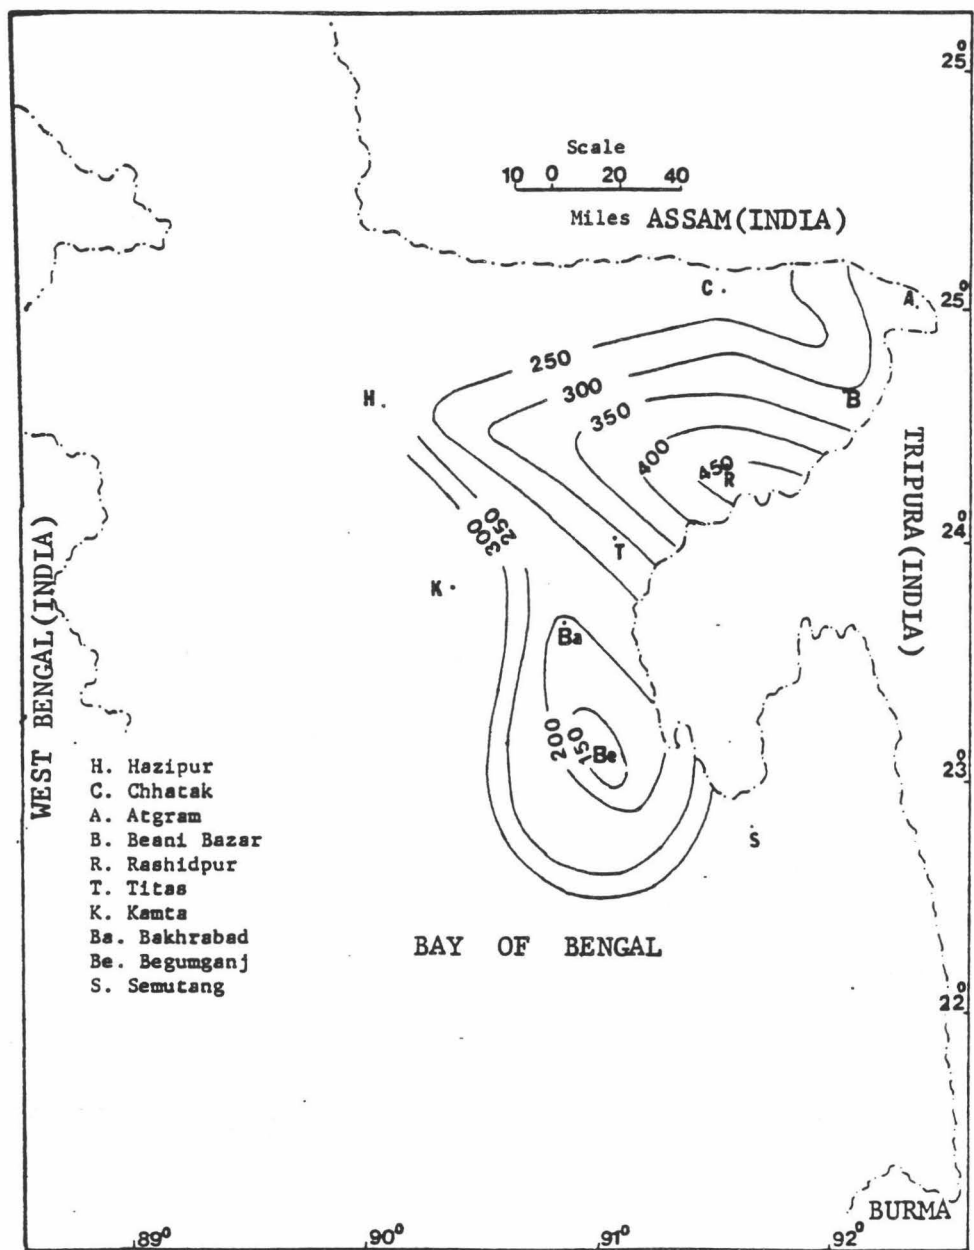 25°
Scale
10 0 20 40
Miles
ASSAM(INDIA)
C
A
25°
250
H
300
B
350
400
450
R
TRIPURA(INDIA)
250
300
T
24°
K
WEST BENGAL(INDIA)
Ba
200
150
Be
23°
H. Hazipur
C. Chhatak
A. Atgram
B. Beani Bazar
R. Rashidpur
T. Titas
K. Kamta
Ba. Bakhrabad
Be. Begumganj
S. Semutang
S
BAY OF BENGAL
22°
BURMA
89° 90° 91° 92°